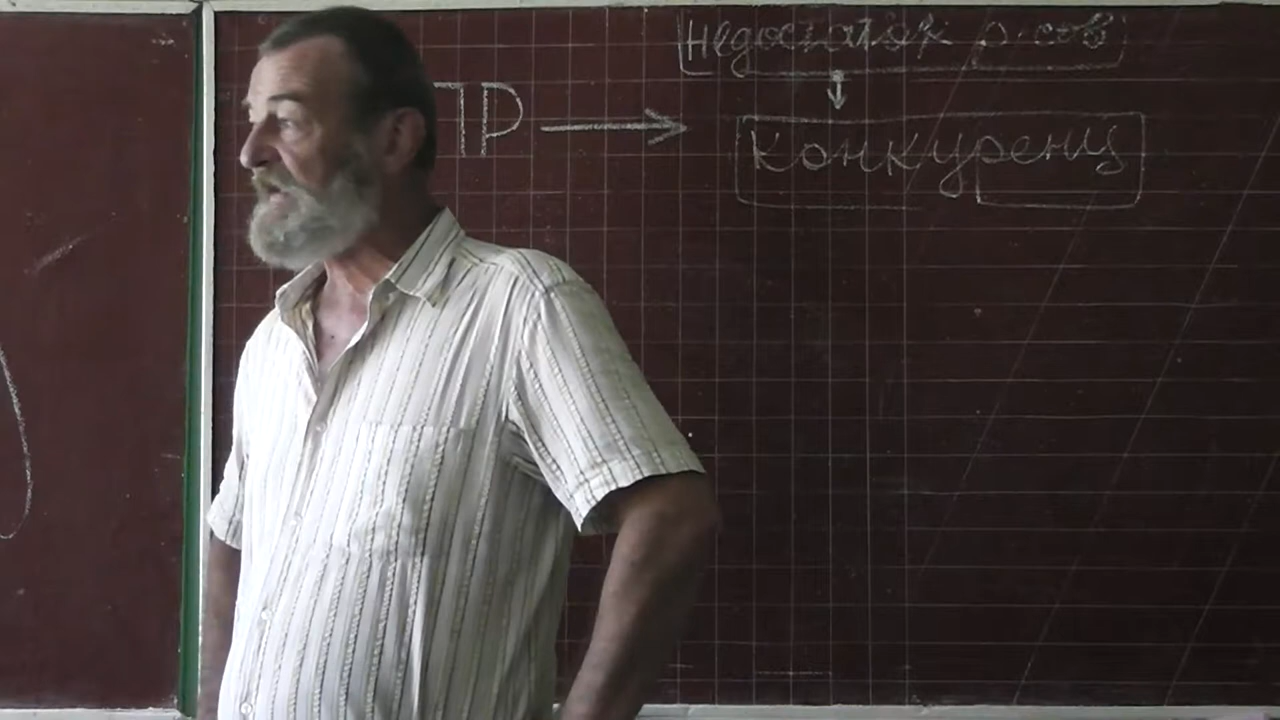 Недостаток р. сов
ТР →
Конкуренц